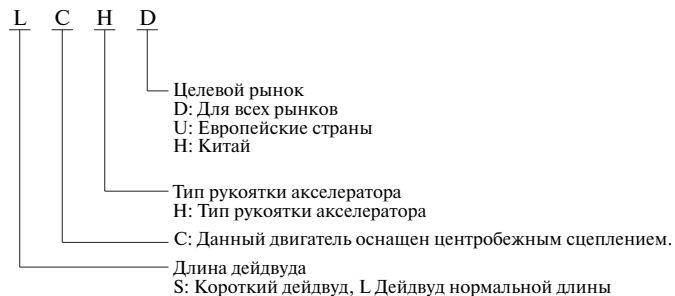 L C H D
Целевой рынок
D: Для всех рынков
U: Европейские страны
H: Китай
Тип рукоятки акселератора
H: Тип рукоятки акселератора
C: Данный двигатель оснащен центробежным сцеплением.
Длина дейдвуда
S: Короткий дейдвуд, L Дейдвуд нормальной длины